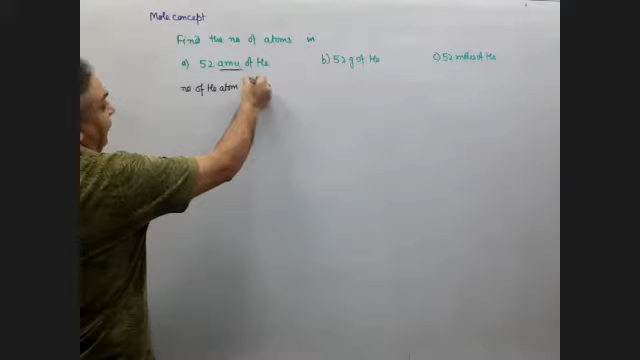 Mole concept
Find the no of atoms in
a) 52 amu of He
b) 52 g of He
c) 52 moles of He
no of He atom